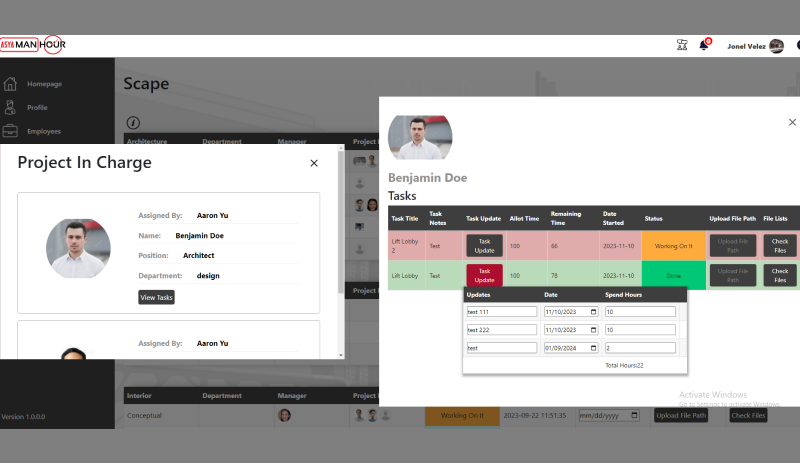 ASYA MAN HOUR
8
Jonel Velez
Homepage
Profile
Employees
Version 1.0.0.0
Scape
i
Architecture Department Manager Project I
Project I
Interior Department Manager Project I
Conceptual Working On It 2023-09-22 11:51:35 mm/dd/yyyy Upload File Path Check Files
Project In Charge
Assigned By: Aaron Yu
Name: Benjamin Doe
Position: Architect
Department: design
View Tasks
Assigned By: Aaron Yu
Benjamin Doe
Tasks
Task Title Task Notes Task Update Allot Time Remaining Time Date Started Status Upload File Path File Lists
Lift Lobby 2 Test Task Update 100 66 2023-11-10 Working On It Upload File Path Check Files
Lift Lobby Test Task Update 100 78 2023-11-10 Done Upload File Path Check Files
Updates Date Spend Hours
test 111 11/10/2023 10
test 222 11/10/2023 10
test 01/09/2024 2
Total Hours:22
Activate Windows
Go to Settings to activate Windows.